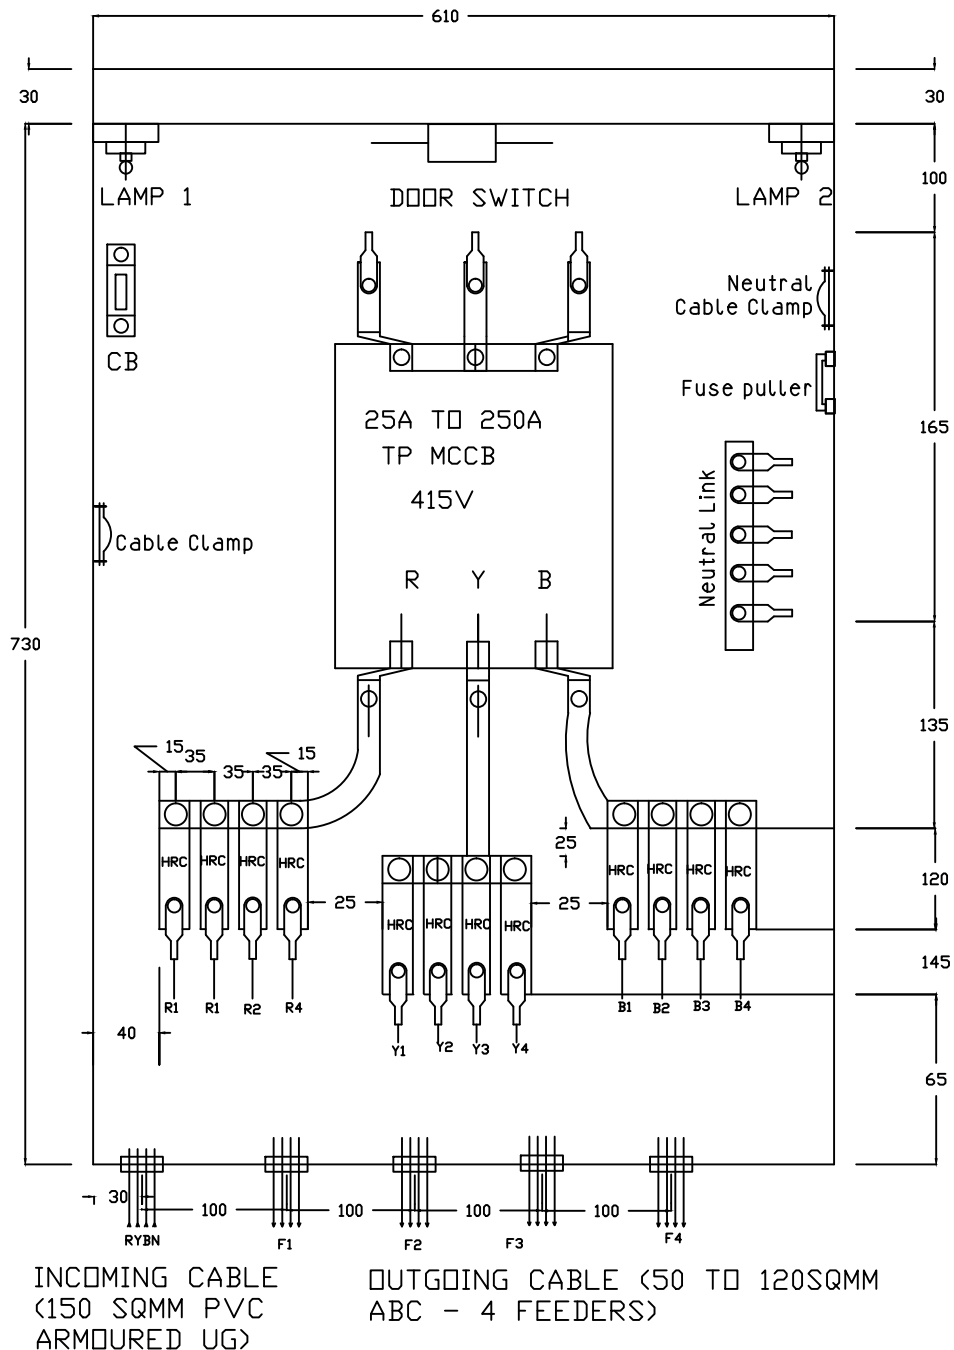 610
30
30
LAMP 1
DOOR SWITCH
LAMP 2
100
Neutral
Cable Clamp
CB
Fuse puller
25A TO 250A
TP MCCB
415V
165
Neutral Link
Cable Clamp
R Y B
730
135
15
35
35
35
15
25
HRC HRC HRC HRC
HRC HRC HRC HRC
120
25
25
HRC HRC HRC HRC
145
R1 R1 R2 R4
B1 B2 B3 B4
40
Y1 Y2 Y3 Y4
65
30
100
100
100
100
RYBN
F1
F2
F3
F4
INCOMING CABLE
(150 SQMM PVC
ARMOURED UG)
OUTGOING CABLE (50 TO 120SQMM
ABC - 4 FEEDERS)